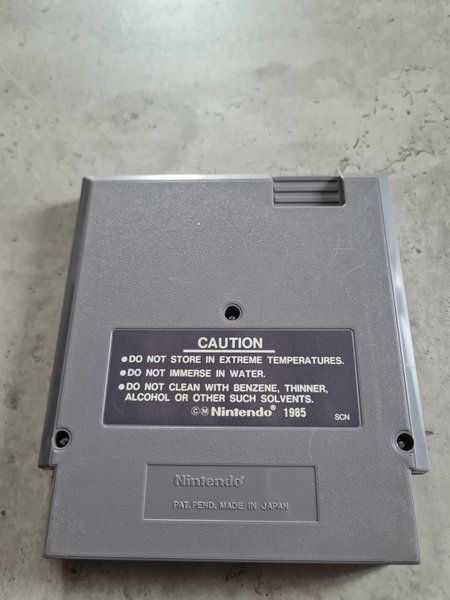 CAUTION
●DO NOT STORE IN EXTREME TEMPERATURES.
●DO NOT IMMERSE IN WATER.
●DO NOT CLEAN WITH BENZENE, THINNER,
ALCOHOL OR OTHER SUCH SOLVENTS.
©Ⓜ Nintendo® 1985 SCN
Nintendo®
PAT. PEND. MADE IN JAPAN